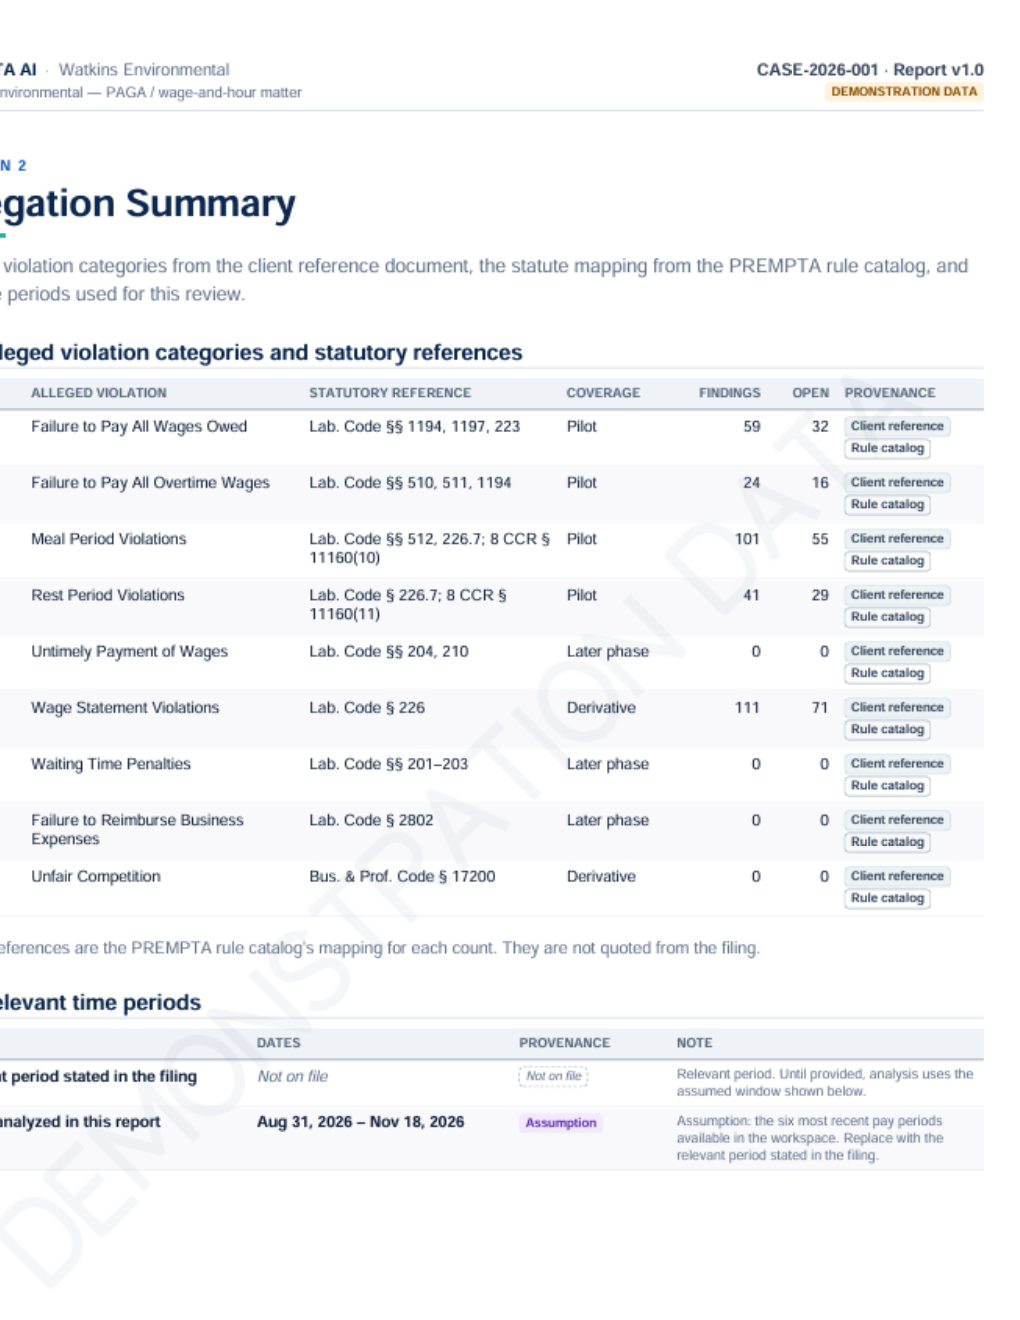 TA AI · Watkins Environmental
CASE-2026-001 · Report v1.0
nvironmental — PAGA / wage-and-hour matter
DEMONSTRATION DATA
N 2
egation Summary
violation categories from the client reference document, the statute mapping from the PREMPTA rule catalog, and
e periods used for this review.
leged violation categories and statutory references
ALLEGED VIOLATION STATUTORY REFERENCE COVERAGE FINDINGS OPEN PROVENANCE
Failure to Pay All Wages Owed Lab. Code §§ 1194, 1197, 223 Pilot 59 32 Client reference
Rule catalog
Failure to Pay All Overtime Wages Lab. Code §§ 510, 511, 1194 Pilot 24 16 Client reference
Rule catalog
Meal Period Violations Lab. Code §§ 512, 226.7; 8 CCR § Pilot 101 55 Client reference
11160(10) Rule catalog
Rest Period Violations Lab. Code § 226.7; 8 CCR § Pilot 41 29 Client reference
11160(11) Rule catalog
Untimely Payment of Wages Lab. Code §§ 204, 210 Later phase 0 0 Client reference
Rule catalog
Wage Statement Violations Lab. Code § 226 Derivative 111 71 Client reference
Rule catalog
Waiting Time Penalties Lab. Code §§ 201–203 Later phase 0 0 Client reference
Rule catalog
Failure to Reimburse Business Lab. Code § 2802 Later phase 0 0 Client reference
Expenses Rule catalog
Unfair Competition Bus. & Prof. Code § 17200 Derivative 0 0 Client reference
Rule catalog
eferences are the PREMPTA rule catalog's mapping for each count. They are not quoted from the filing.
elevant time periods
DATES PROVENANCE NOTE
t period stated in the filing Not on file Not on file Relevant period. Until provided, analysis uses the
assumed window shown below.
analyzed in this report Aug 31, 2026 – Nov 18, 2026 Assumption Assumption: the six most recent pay periods
available in the workspace. Replace with the
relevant period stated in the filing.
DEMONSTRATION DATA